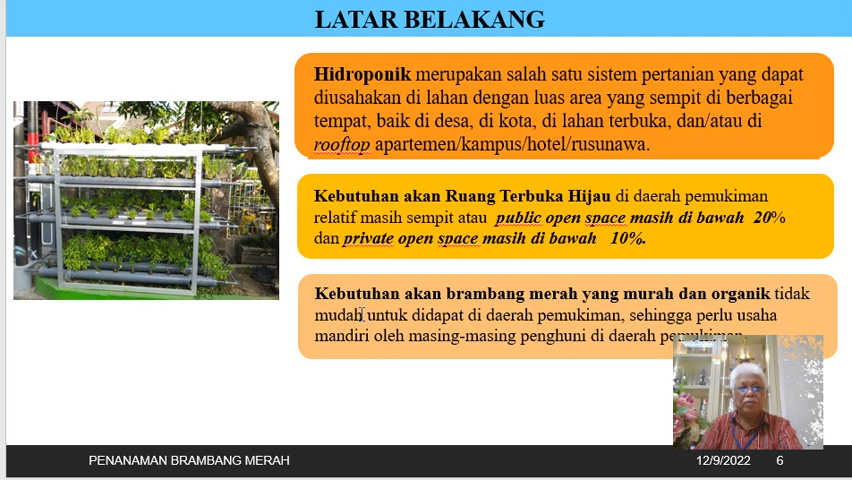 LATAR BELAKANG
Hidroponik merupakan salah satu sistem pertanian yang dapat
diusahakan di lahan dengan luas area yang sempit di berbagai
tempat, baik di desa, di kota, di lahan terbuka, dan/atau di
rooftop apartemen/kampus/hotel/rusunawa.
Kebutuhan akan Ruang Terbuka Hijau di daerah pemukiman
relatif masih sempit atau public open space masih di bawah 20%
dan private open space masih di bawah 10%.
Kebutuhan akan brambang merah yang murah dan organik tidak
mudah untuk didapat di daerah pemukiman, sehingga perlu usaha
mandiri oleh masing-masing penghuni di daerah pemukiman
PENANAMAN BRAMBANG MERAH
12/9/2022 6